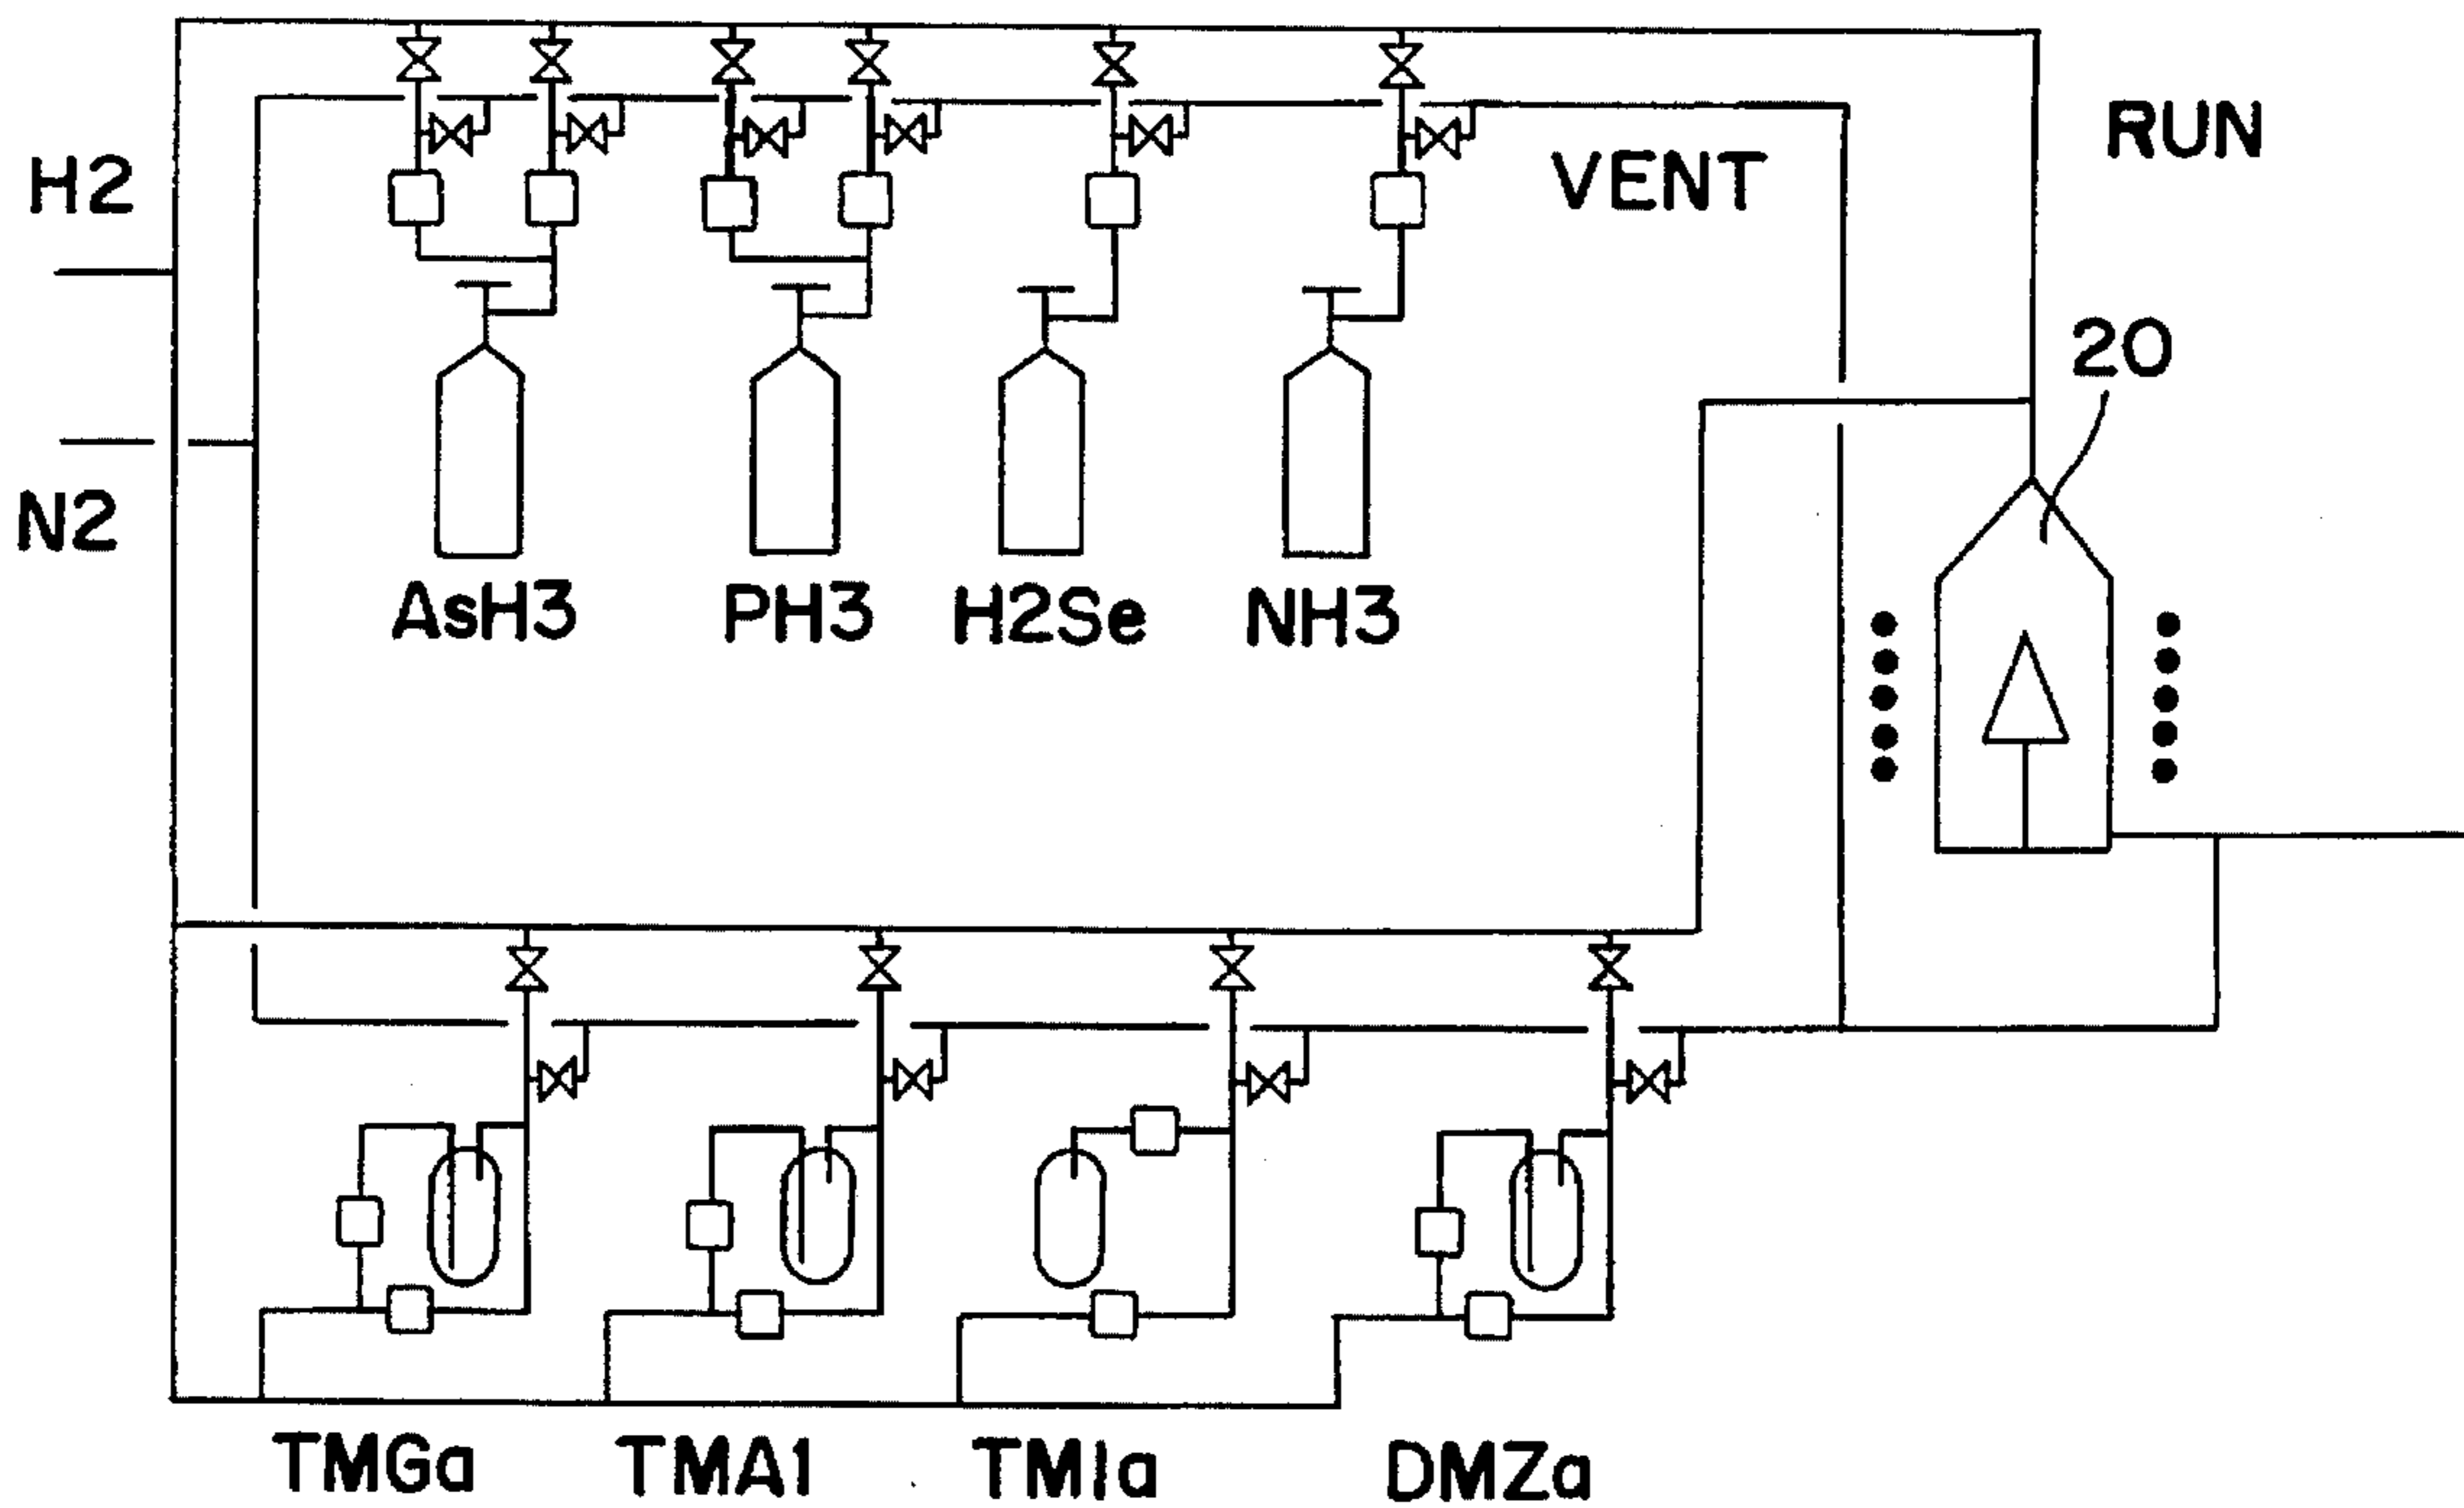 H2
RUN
VENT
20
N2
AsH3
PH3
H2Se
NH3
TMGa
TMA1
TMIa
DMZa